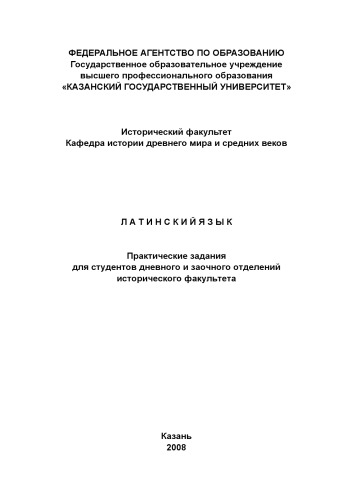 ФЕДЕРАЛЬНОЕ АГЕНТСТВО ПО ОБРАЗОВАНИЮ
Государственное образовательное учреждение
высшего профессионального образования
«КАЗАНСКИЙ ГОСУДАРСТВЕННЫЙ УНИВЕРСИТЕТ»
Исторический факультет
Кафедра истории древнего мира и средних веков
Л А Т И Н С К И Й Я З Ы К
Практические задания
для студентов дневного и заочного отделений
исторического факультета
Казань
2008